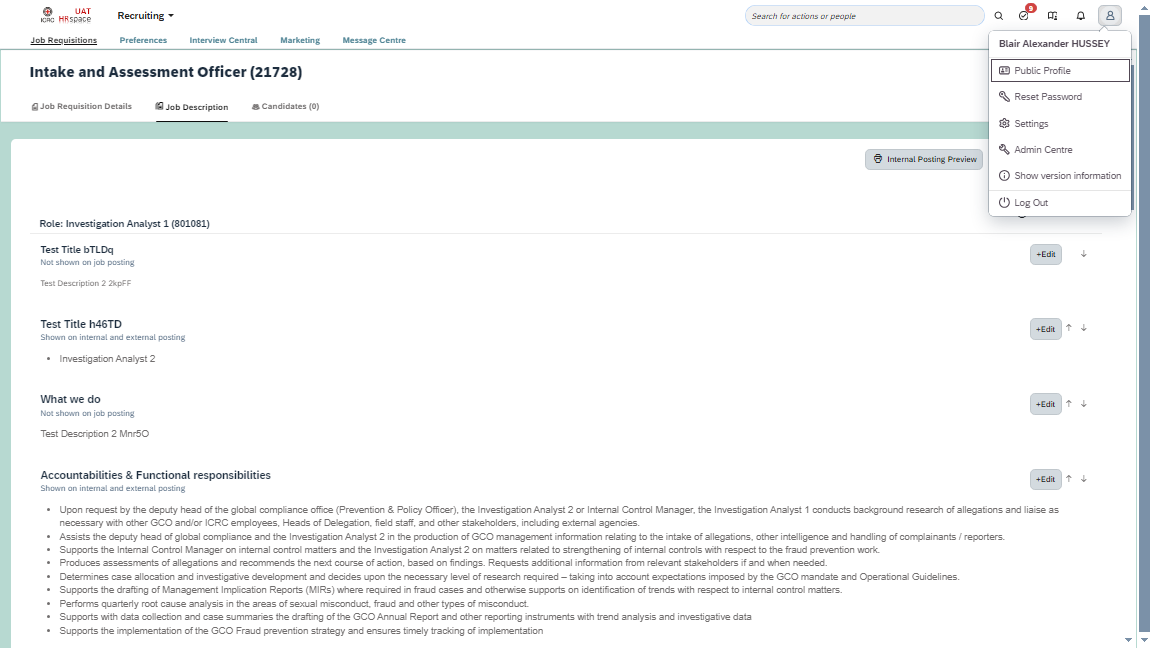 ICRC
UAT
HRspace
Recruiting
Search for actions or people
9
Job Requisitions
Preferences
Interview Central
Marketing
Message Centre
Blair Alexander HUSSEY
Public Profile
Reset Password
Settings
Admin Centre
Show version information
Log Out
Intake and Assessment Officer (21728)
Job Requisition Details
Job Description
Candidates (0)
Internal Posting Preview
Role: Investigation Analyst 1 (801081)
Test Title bTLDq
Not shown on job posting
Test Description 2 2kpFF
+Edit
Test Title h46TD
Shown on internal and external posting
• Investigation Analyst 2
+Edit
What we do
Not shown on job posting
Test Description 2 Mnr5O
+Edit
Accountabilities & Functional responsibilities
Shown on internal and external posting
+Edit
• Upon request by the deputy head of the global compliance office (Prevention & Policy Officer), the Investigation Analyst 2 or Internal Control Manager, the Investigation Analyst 1 conducts background research of allegations and liaise as
necessary with other GCO and/or ICRC employees, Heads of Delegation, field staff, and other stakeholders, including external agencies.
• Assists the deputy head of global compliance and the Investigation Analyst 2 in the production of GCO management information relating to the intake of allegations, other intelligence and handling of complainants / reporters.
• Supports the Internal Control Manager on internal control matters and the Investigation Analyst 2 on matters related to strengthening of internal controls with respect to the fraud prevention work.
• Produces assessments of allegations and recommends the next course of action, based on findings. Requests additional information from relevant stakeholders if and when needed.
• Determines case allocation and investigative development and decides upon the necessary level of research required – taking into account expectations imposed by the GCO mandate and Operational Guidelines.
• Supports the drafting of Management Implication Reports (MIRs) where required in fraud cases and otherwise supports on identification of trends with respect to internal control matters.
• Performs quarterly root cause analysis in the areas of sexual misconduct, fraud and other types of misconduct.
• Supports with data collection and case summaries the drafting of the GCO Annual Report and other reporting instruments with trend analysis and investigative data
• Supports the implementation of the GCO Fraud prevention strategy and ensures timely tracking of implementation